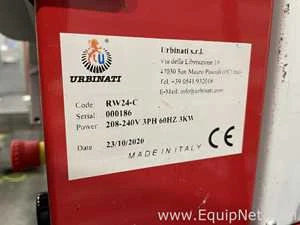 URBINATI
Urbinati s.r.l.
Via della Liberazione
47030 San Mauro Pascoli (FC) Italy
Tel. +39 0541 932016
E-Mail: info@urbinati.com
Code RW24-C
Serial: 000186
Power: 208-240V 3PH 60HZ 3KW
Date 23/10/2020
MADE IN ITALY
CE
www.EquipNet.com